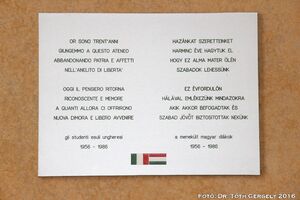 OR SONO TRENT'ANNI
GIUNGEMMO A QUESTO ATENEO
ABBANDONANDO PATRIA E AFFETTI
NELL'ANELITO DI LIBERTA'
OGGI IL PENSIERO RITORNA
RICONOSCENTE E MEMORE
A QUANTI ALLORA CI OFFRIRONO
NUOVA DIMORA E LIBERO AVVENIRE
gli studenti esuli ungheresi
1956 - 1986
HAZÁNKAT SZERETTEINKET
HARMINC ÉVE HAGYTUK EL
HOGY EZ ALMA MATER ÖLÉN
SZABADOK LEHESSÜNK
EZ ÉVFORDULÓN
HÁLÁVAL EMLÉKEZÜNK MINDAZOKRA
AKIK AKKOR BEFOGADTAK ÉS
SZABAD JÖVŐT BIZTOSÍTOTTAK NEKÜNK
a menekült magyar diákok
1956 - 1986
FOTÓ: DR. TÓTH GERGELY 2016